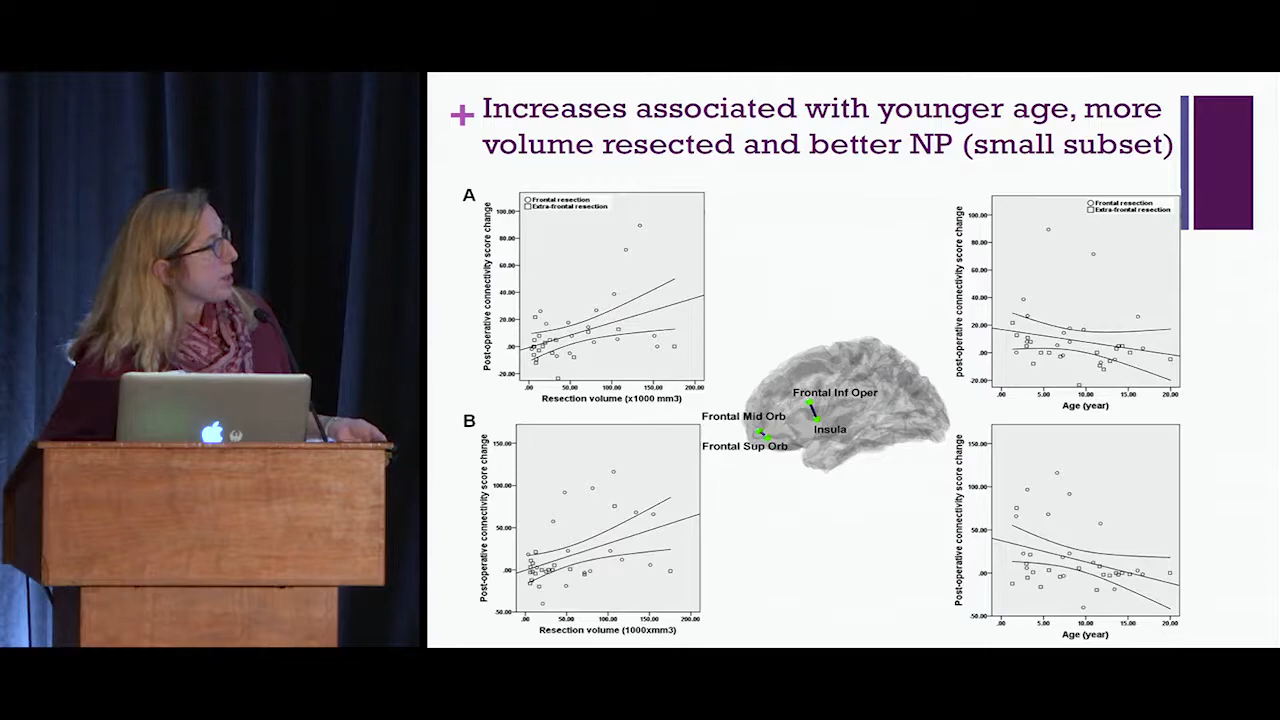 + Increases associated with younger age, more
volume resected and better NP (small subset)
A
Frontal resection
Extra-frontal resection
Post-operative connectivity score change
100.00
80.00
60.00
40.00
20.00
.00
-20.00
.00 50.00 100.00 150.00 200.00
Resection volume (x1000 mm3)
Frontal resection
Extra-frontal resection
post-operative connectivity score change
100.00
80.00
60.00
40.00
20.00
.00
-20.00
.00 5.00 10.00 15.00 20.00
Age (year)
Frontal Inf Oper
Frontal Mid Orb
Insula
Frontal Sup Orb
B
Post-operative connectivity score change
150.00
100.00
50.00
.00
-50.00
.00 50.00 100.00 150.00 200.00
Resection volume (1000xmm3)
Post-operative connectivity score change
150.00
100.00
50.00
.00
-50.00
.00 5.00 10.00 15.00 20.00
Age (year)